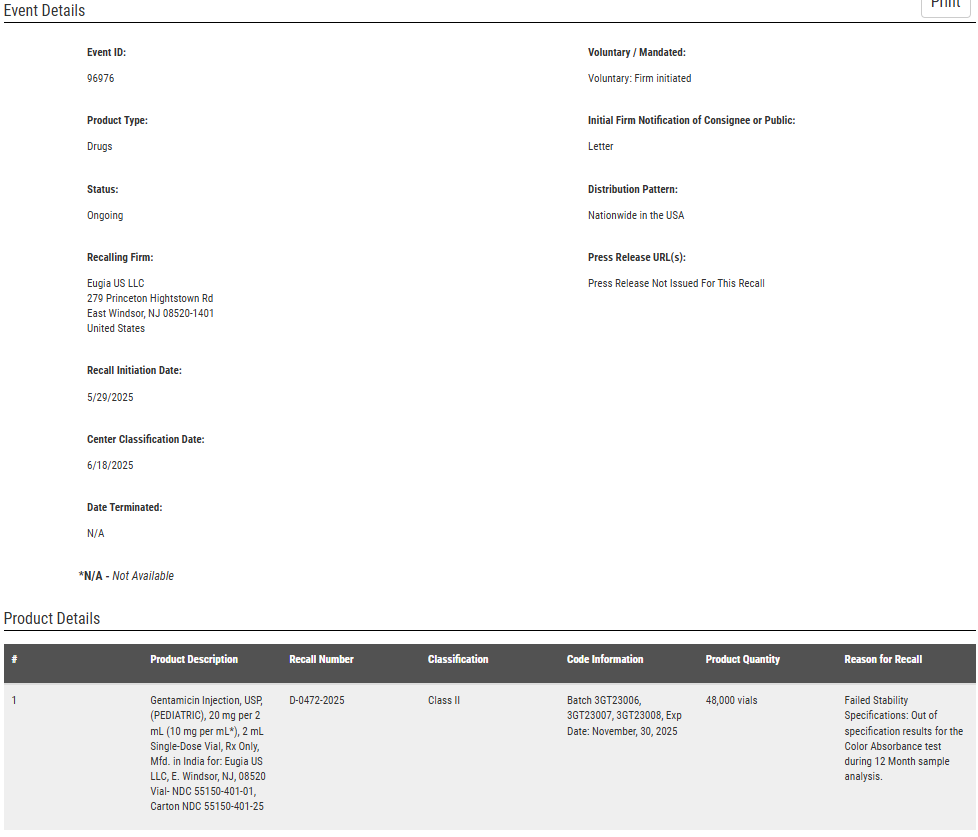 Print
Event Details
Event ID:
96976
Voluntary / Mandated:
Voluntary: Firm initiated
Product Type:
Drugs
Initial Firm Notification of Consignee or Public:
Letter
Status:
Ongoing
Distribution Pattern:
Nationwide in the USA
Recalling Firm:
Eugia US LLC
279 Princeton Hightstown Rd
East Windsor, NJ 08520-1401
United States
Press Release URL(s):
Press Release Not Issued For This Recall
Recall Initiation Date:
5/29/2025
Center Classification Date:
6/18/2025
Date Terminated:
N/A
*N/A - Not Available
Product Details
# Product Description Recall Number Classification Code Information Product Quantity Reason for Recall
1
Gentamicin Injection, USP,
(PEDIATRIC), 20 mg per 2
mL (10 mg per mL*), 2 mL
Single-Dose Vial, Rx Only,
Mfd. in India for: Eugia US
LLC, E. Windsor, NJ, 08520
Vial- NDC 55150-401-01,
Carton NDC 55150-401-25
D-0472-2025
Class II
Batch 3GT23006,
3GT23007, 3GT23008, Exp
Date: November, 30, 2025
48,000 vials
Failed Stability
Specifications: Out of
specification results for the
Color Absorbance test
during 12 Month sample
analysis.